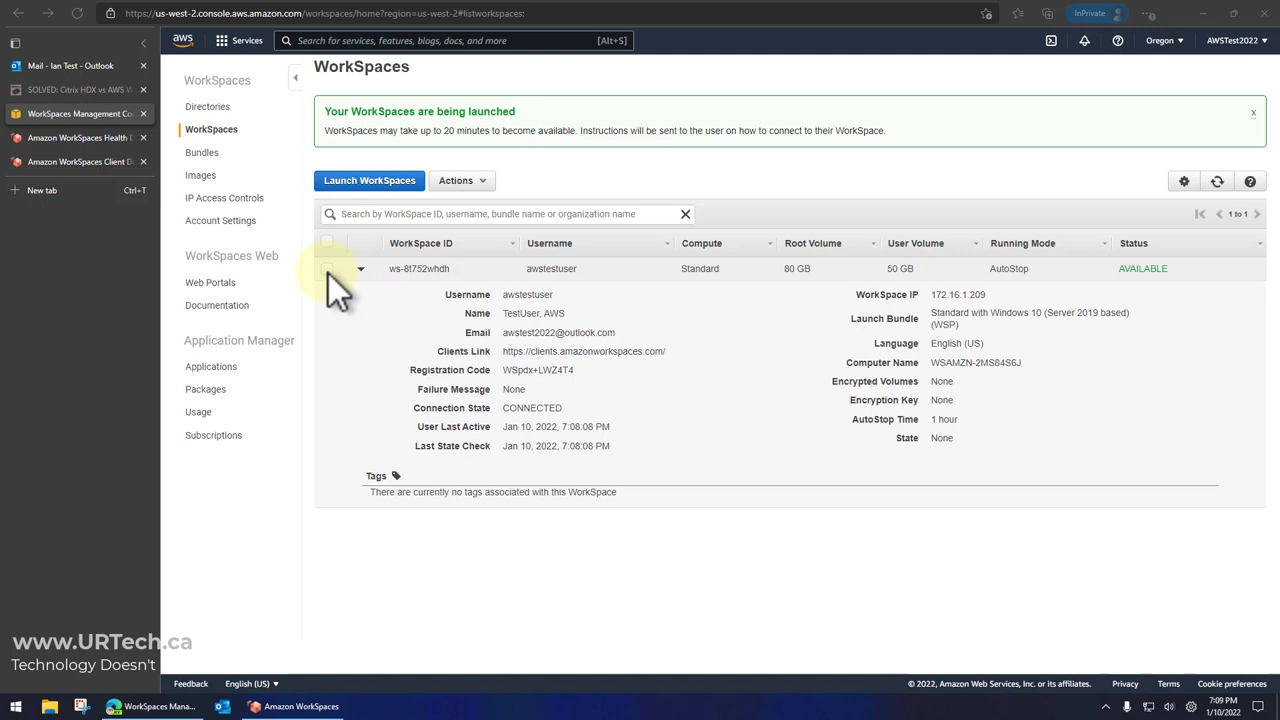 https://us-west-2.console.aws.amazon.com/workspaces/home?region=us-west-2#listworkspaces:
InPrivate
aws
Services
Search for services, features, blogs, docs, and more
[Alt+S]
Oregon
AWSTest2022
Mail - Ian Test - Outlook
SOLVED: Citrix HDX vs AWS T
WorkSpaces Management Co
Amazon WorkSpaces Health D
Amazon WorkSpaces Client D
New tab
Ctrl+T
WorkSpaces
Directories
WorkSpaces
Bundles
Images
IP Access Controls
Account Settings
WorkSpaces Web
Web Portals
Documentation
Application Manager
Applications
Packages
Usage
Subscriptions
WorkSpaces
Your WorkSpaces are being launched
x
WorkSpaces may take up to 20 minutes to become available. Instructions will be sent to the user on how to connect to their WorkSpace.
Launch WorkSpaces
Actions
Search by WorkSpace ID, username, bundle name or organization name
1 to 1
WorkSpace ID Username Compute Root Volume User Volume Running Mode Status
ws-8t752whdh awstestuser Standard 80 GB 50 GB AutoStop AVAILABLE
Username awstestuser
Name TestUser, AWS
Email awstest2022@outlook.com
Clients Link https://clients.amazonworkspaces.com/
Registration Code WSpdx+LWZ4T4
Failure Message None
Connection State CONNECTED
User Last Active Jan 10, 2022, 7:08:08 PM
Last State Check Jan 10, 2022, 7:08:08 PM
WorkSpace IP 172.16.1.209
Launch Bundle Standard with Windows 10 (Server 2019 based)
(WSP)
Language English (US)
Computer Name WSAMZN-2MS84S6J
Encrypted Volumes None
Encryption Key None
AutoStop Time 1 hour
State None
Tags
There are currently no tags associated with this WorkSpace
www.URTech.ca
Technology Doesn't
Feedback
English (US)
© 2022, Amazon Web Services, Inc. or its affiliates.
Privacy
Terms
Cookie preferences
WorkSpaces Mana...
Amazon WorkSpaces
7:09 PM
1/10/2022